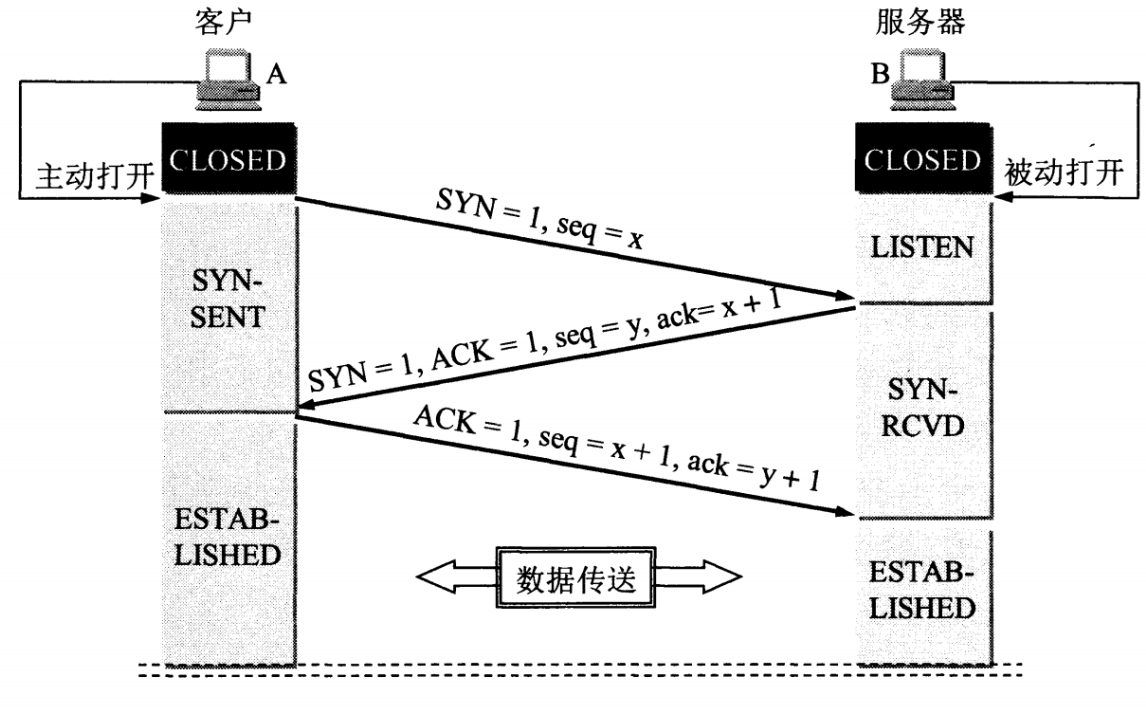 客户
服务器
A
B
CLOSED
CLOSED
主动打开
被动打开
SYN = 1, seq = x
LISTEN
SYN-
SENT
SYN = 1, ACK = 1, seq = y, ack= x + 1
SYN-
RCVD
ACK = 1, seq = x + 1, ack = y + 1
ESTAB-
LISHED
数据传送
ESTAB-
LISHED